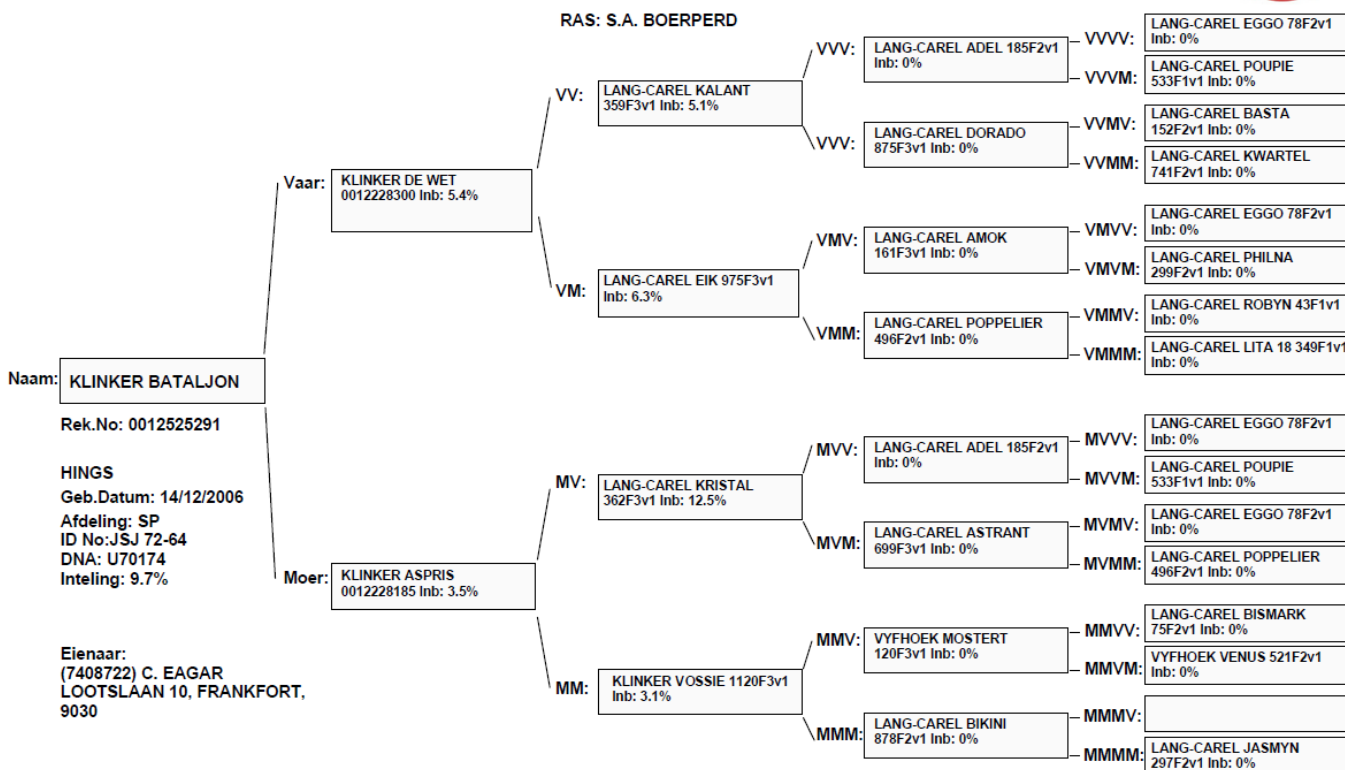 RAS: S.A. BOERPERD
Naam:
KLINKER BATALJON
Rek.No: 0012525291
HINGS
Geb.Datum: 14/12/2006
Afdeling: SP
ID No:JSJ 72-64
DNA: U70174
Inteling: 9.7%
Eienaar:
(7408722) C. EAGAR
LOOTSLAAN 10, FRANKFORT,
9030
Vaar:
KLINKER DE WET
0012228300 Inb: 5.4%
Moer:
KLINKER ASPRIS
0012228185 Inb: 3.5%
VV:
LANG-CAREL KALANT
359F3v1 Inb: 5.1%
VM:
LANG-CAREL EIK 975F3v1
Inb: 6.3%
MV:
LANG-CAREL KRISTAL
362F3v1 Inb: 12.5%
MM:
KLINKER VOSSIE 1120F3v1
Inb: 3.1%
VVV:
LANG-CAREL ADEL 185F2v1
Inb: 0%
VVV:
LANG-CAREL DORADO
875F3v1 Inb: 0%
VMV:
LANG-CAREL AMOK
161F3v1 Inb: 0%
VMM:
LANG-CAREL POPPELIER
496F2v1 Inb: 0%
MVV:
LANG-CAREL ADEL 185F2v1
Inb: 0%
MVM:
LANG-CAREL ASTRANT
699F3v1 Inb: 0%
MMV:
VYFHOEK MOSTERT
120F3v1 Inb: 0%
MMM:
LANG-CAREL BIKINI
878F2v1 Inb: 0%
VVVV:
LANG-CAREL EGGO 78F2v1
Inb: 0%
VVVM:
LANG-CAREL POUPIE
533F1v1 Inb: 0%
VVMV:
LANG-CAREL BASTA
152F2v1 Inb: 0%
VVMM:
LANG-CAREL KWARTEL
741F2v1 Inb: 0%
VMVV:
LANG-CAREL EGGO 78F2v1
Inb: 0%
VMVM:
LANG-CAREL PHILNA
299F2v1 Inb: 0%
VMMV:
LANG-CAREL ROBYN 43F1v1
Inb: 0%
VMMM:
LANG-CAREL LITA 18 349F1v1
Inb: 0%
MVVV:
LANG-CAREL EGGO 78F2v1
Inb: 0%
MVVM:
LANG-CAREL POUPIE
533F1v1 Inb: 0%
MVMV:
LANG-CAREL EGGO 78F2v1
Inb: 0%
MVMM:
LANG-CAREL POPPELIER
496F2v1 Inb: 0%
MMVV:
LANG-CAREL BISMARK
75F2v1 Inb: 0%
MMVM:
VYFHOEK VENUS 521F2v1
Inb: 0%
MMMV:
MMMM:
LANG-CAREL JASMYN
297F2v1 Inb: 0%